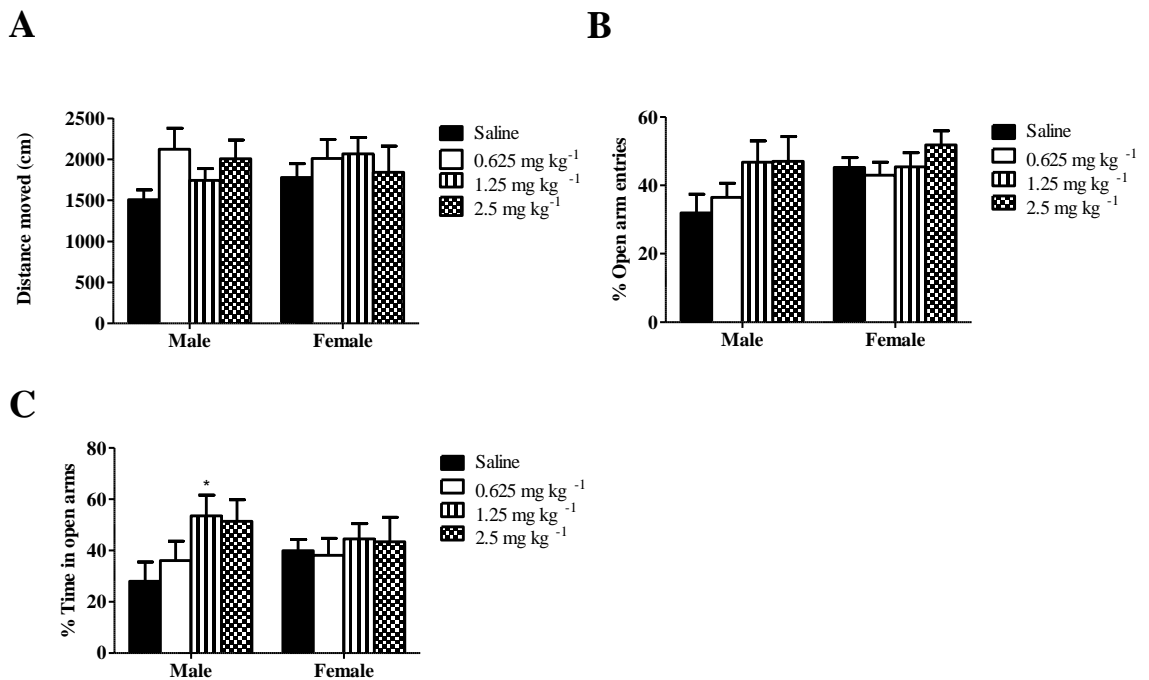 A
Distance moved (cm)
2500
2000
1500
1000
500
0
Male
Female
Saline
0.625 mg kg-1
1.25 mg kg-1
2.5 mg kg-1
B
% Open arm entries
60
40
20
0
Male
Female
Saline
0.625 mg kg-1
1.25 mg kg-1
2.5 mg kg-1
C
% Time in open arms
80
60
40
20
0
*
Male
Female
Saline
0.625 mg kg-1
1.25 mg kg-1
2.5 mg kg-1